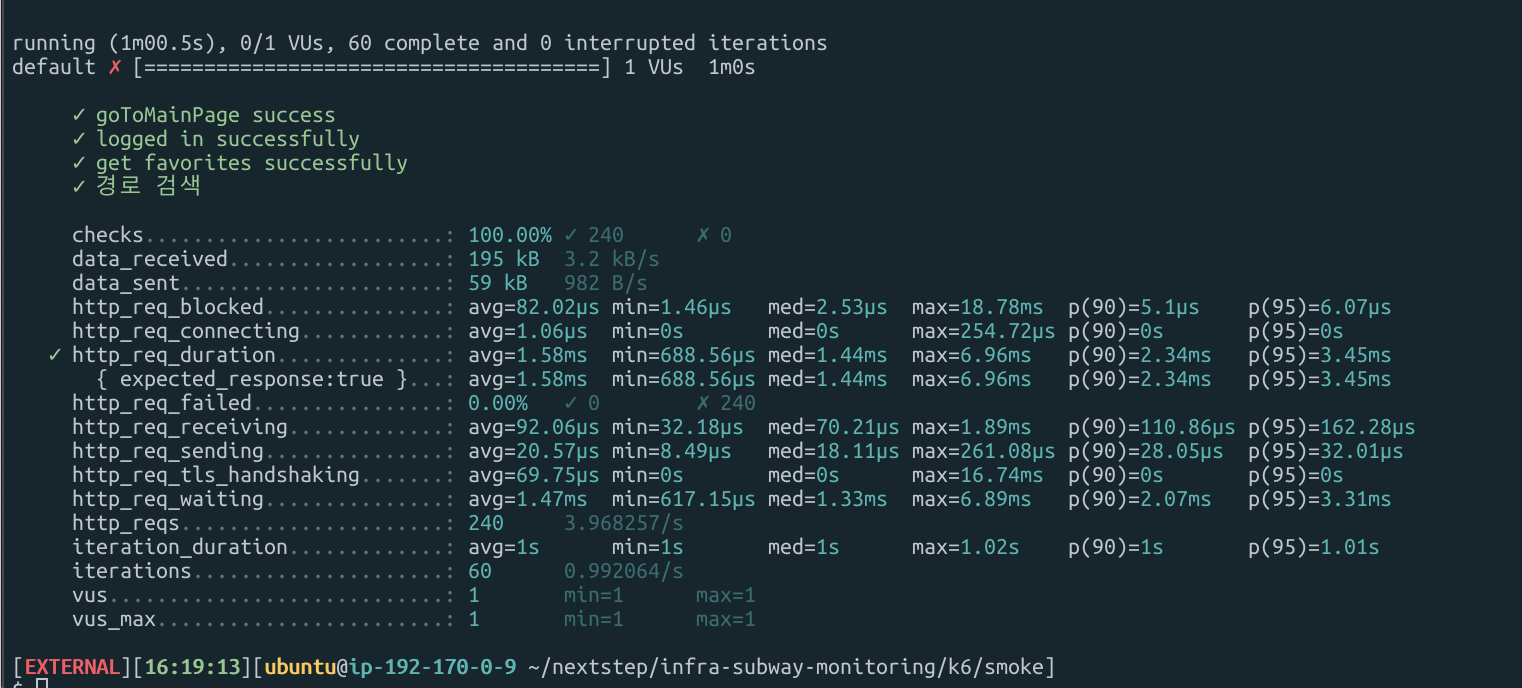 running (1m00.5s), 0/1 VUs, 60 complete and 0 interrupted iterations
default ✗ [======================================] 1 VUs  1m0s
✓ goToMainPage success
✓ logged in successfully
✓ get favorites successfully
✓ 경로 검색
checks.........................: 100.00% ✓ 240      ✗ 0
data_received..................: 195 kB  3.2 kB/s
data_sent......................: 59 kB   982 B/s
http_req_blocked...............: avg=82.02µs min=1.46µs   med=2.53µs  max=18.78ms  p(90)=5.1µs    p(95)=6.07µs
http_req_connecting............: avg=1.06µs  min=0s       med=0s      max=254.72µs p(90)=0s       p(95)=0s
✓ http_req_duration..............: avg=1.58ms  min=688.56µs med=1.44ms  max=6.96ms   p(90)=2.34ms   p(95)=3.45ms
{ expected_response:true }...: avg=1.58ms  min=688.56µs med=1.44ms  max=6.96ms   p(90)=2.34ms   p(95)=3.45ms
http_req_failed................: 0.00%   ✓ 0        ✗ 240
http_req_receiving.............: avg=92.06µs min=32.18µs  med=70.21µs max=1.89ms   p(90)=110.86µs p(95)=162.28µs
http_req_sending...............: avg=20.57µs min=8.49µs   med=18.11µs max=261.08µs p(90)=28.05µs  p(95)=32.01µs
http_req_tls_handshaking.......: avg=69.75µs min=0s       med=0s      max=16.74ms  p(90)=0s       p(95)=0s
http_req_waiting...............: avg=1.47ms  min=617.15µs med=1.33ms  max=6.89ms   p(90)=2.07ms   p(95)=3.31ms
http_reqs......................: 240     3.968257/s
iteration_duration.............: avg=1s      min=1s       med=1s      max=1.02s    p(90)=1s       p(95)=1.01s
iterations.....................: 60      0.992064/s
vus............................: 1       min=1      max=1
vus_max........................: 1       min=1      max=1
[EXTERNAL][16:19:13][ubuntu@ip-192-170-0-9 ~/nextstep/infra-subway-monitoring/k6/smoke]
$